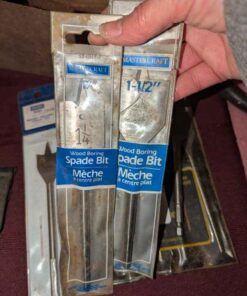 MASTERCRAFT
Wood Boring
Spade Bit
Mèche
à centre plat
MASTERCRAFT
1-1/2"
Wood Boring
Spade Bit
Mèche
à centre plat